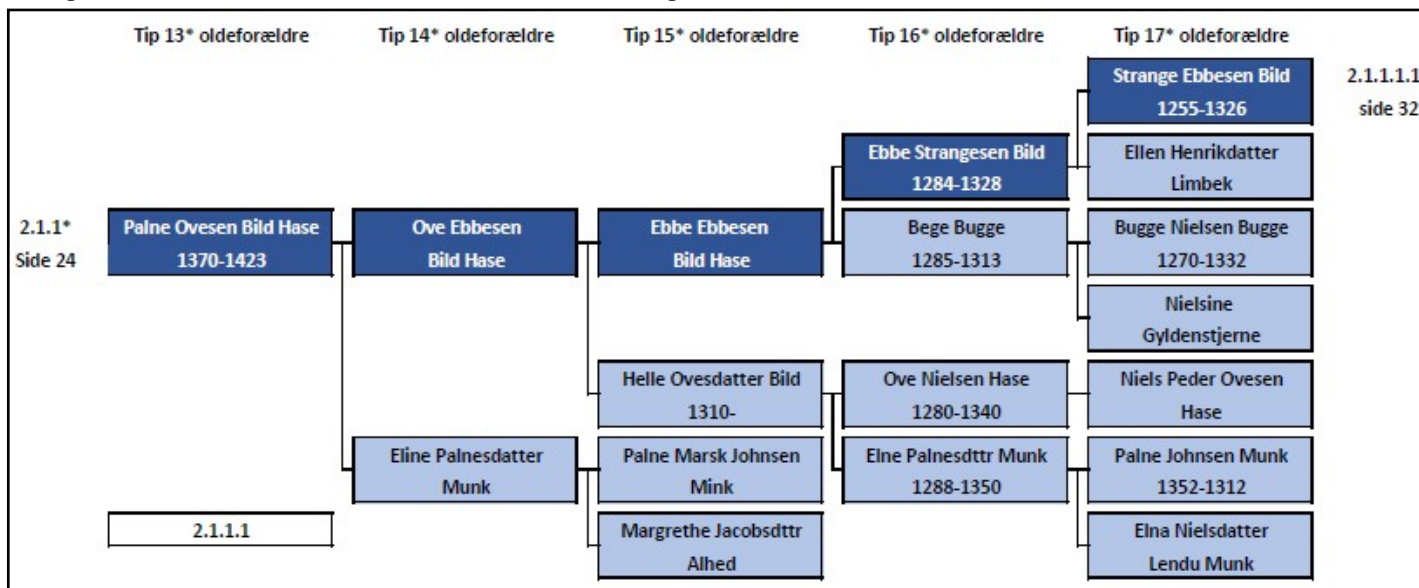 Tip 13* oldeforældre
Tip 14* oldeforældre
Tip 15* oldeforældre
Tip 16* oldeforældre
Tip 17* oldeforældre
Strange Ebbesen Bild
1255-1326
2.1.1.1.1
side 32
Ebbe Strangesen Bild
1284-1328
Ellen Henrikdatter
Limbek
2.1.1*
Side 24
Palne Ovesen Bild Hase
1370-1423
Ove Ebbesen
Bild Hase
Ebbe Ebbesen
Bild Hase
Bege Bugge
1285-1313
Bugge Nielsen Bugge
1270-1332
Nielsine
Gyldenstjerne
Helle Ovesdatter Bild
1310-
Ove Nielsen Hase
1280-1340
Niels Peder Ovesen
Hase
Eline Palnesdatter
Munk
Palne Marsk Johnsen
Mink
Elne Palnesdttr Munk
1288-1350
Palne Johnsen Munk
1352-1312
2.1.1.1
Margrethe Jacobsdttr
Alhed
Elna Nielsdatter
Lendu Munk